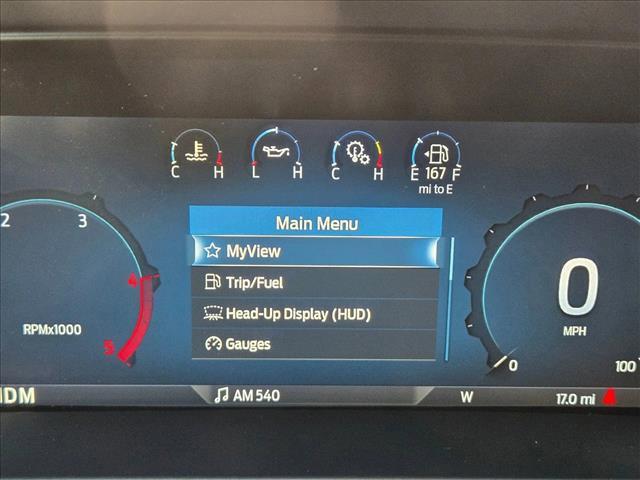 C H L H C H E 167 F
mi to E
Main Menu
MyView
Trip/Fuel
Head-Up Display (HUD)
Gauges
2 3 4 5
RPMx1000
0
MPH
0 100
AM 540 W 17.0 mi